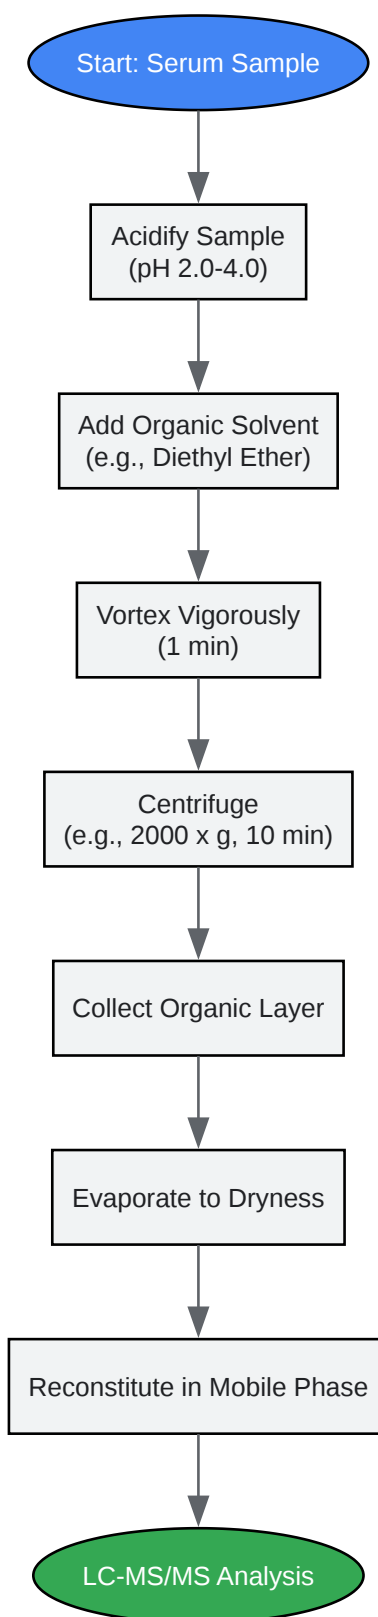 Start: Serum Sample
Acidify Sample
(pH 2.0-4.0)
Add Organic Solvent
(e.g., Diethyl Ether)
Vortex Vigorously
(1 min)
Centrifuge
(e.g., 2000 x g, 10 min)
Collect Organic Layer
Evaporate to Dryness
Reconstitute in Mobile Phase
LC-MS/MS Analysis